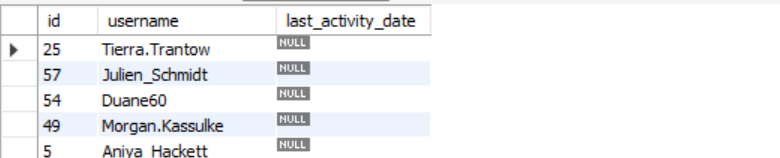 id username last_activity_date
25 Tierra.Trantow NULL
57 Julien_Schmidt NULL
54 Duane60 NULL
49 Morgan.Kassulke NULL
5 Aniya_Hackett NULL